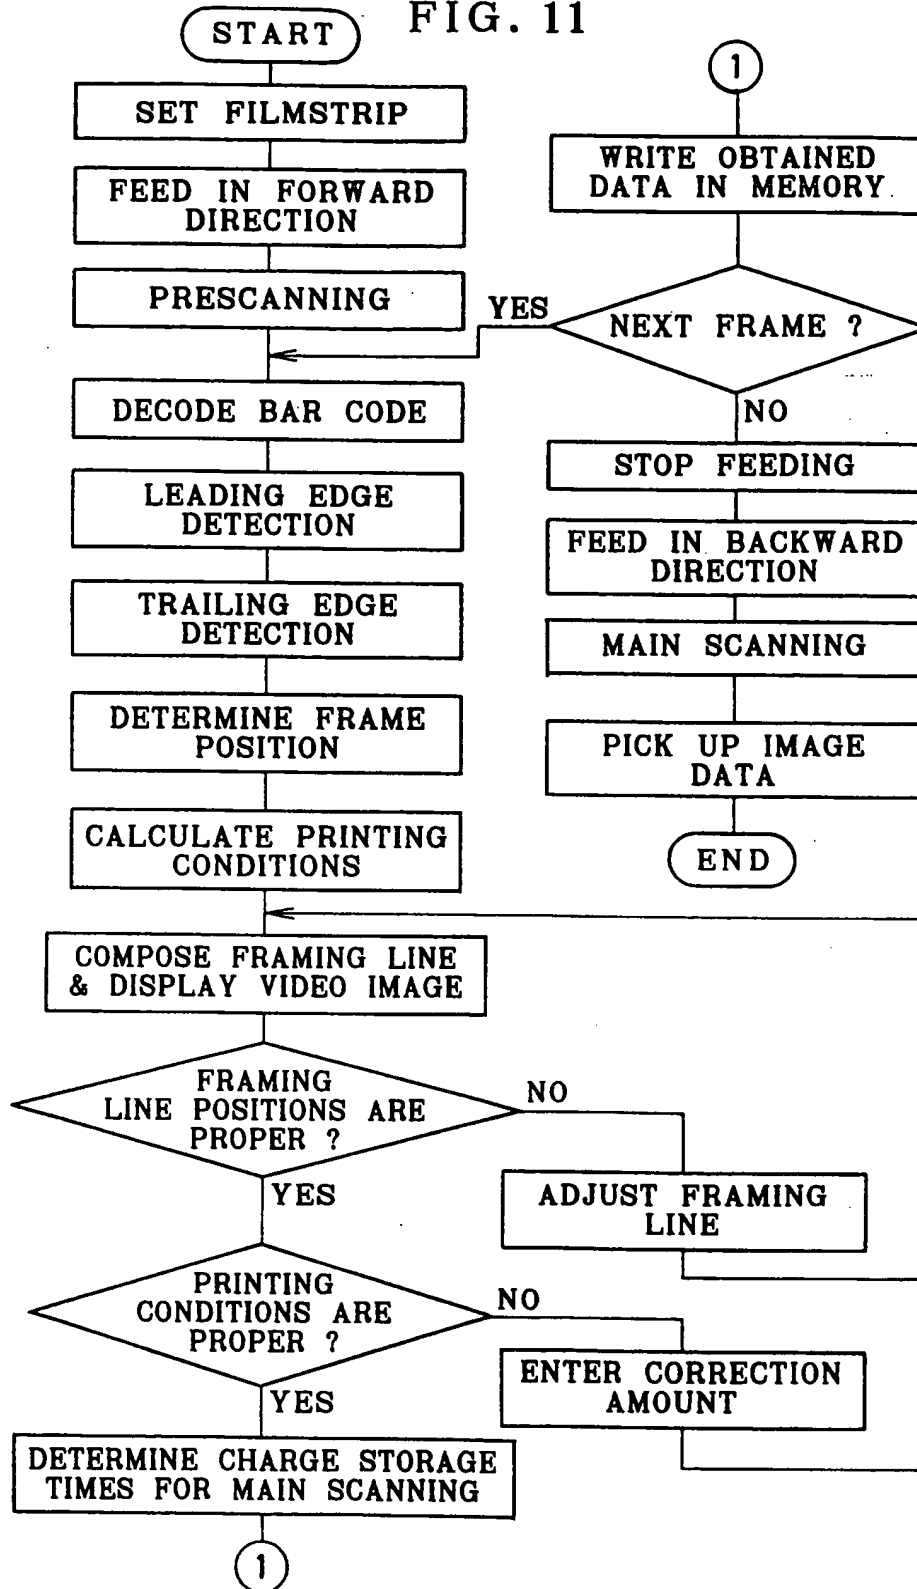 FIG. 11
START
SET FILMSTRIP
FEED IN FORWARD
DIRECTION
PRESCANNING
DECODE BAR CODE
LEADING EDGE
DETECTION
TRAILING EDGE
DETECTION
DETERMINE FRAME
POSITION
CALCULATE PRINTING
CONDITIONS
COMPOSE FRAMING LINE
& DISPLAY VIDEO IMAGE
FRAMING
LINE POSITIONS ARE
PROPER ?
NO
YES
ADJUST FRAMING
LINE
PRINTING
CONDITIONS ARE
PROPER ?
NO
YES
ENTER CORRECTION
AMOUNT
DETERMINE CHARGE STORAGE
TIMES FOR MAIN SCANNING
1
1
WRITE OBTAINED
DATA IN MEMORY
NEXT FRAME ?
YES
NO
STOP FEEDING
FEED IN BACKWARD
DIRECTION
MAIN SCANNING
PICK UP IMAGE
DATA
END